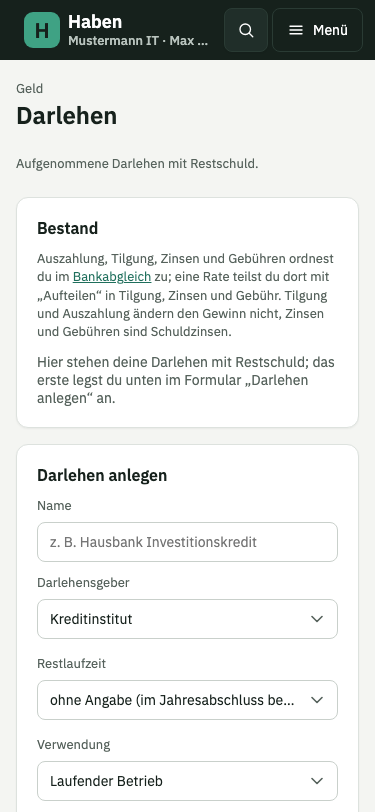 H Haben
Mustermann IT · Max ...
Menü
Geld
Darlehen
Aufgenommene Darlehen mit Restschuld.
Bestand
Auszahlung, Tilgung, Zinsen und Gebühren ordnest
du im Bankabgleich zu; eine Rate teilst du dort mit
„Aufteilen“ in Tilgung, Zinsen und Gebühr. Tilgung
und Auszahlung ändern den Gewinn nicht, Zinsen
und Gebühren sind Schuldzinsen.
Hier stehen deine Darlehen mit Restschuld; das
erste legst du unten im Formular „Darlehen
anlegen“ an.
Darlehen anlegen
Name
z. B. Hausbank Investitionskredit
Darlehensgeber
Kreditinstitut
Restlaufzeit
ohne Angabe (im Jahresabschluss be...
Verwendung
Laufender Betrieb